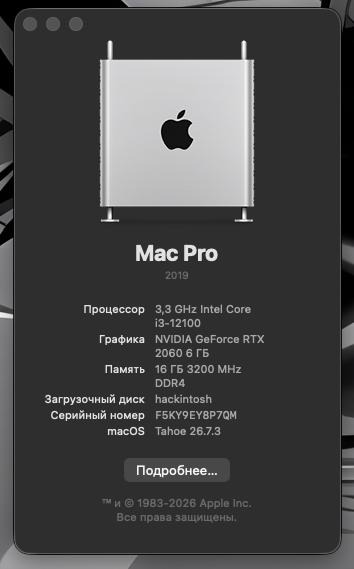 Mac Pro
2019
Процессор 3,3 GHz Intel Core
i3-12100
Графика NVIDIA GeForce RTX
2060 6 ГБ
Память 16 ГБ 3200 MHz
DDR4
Загрузочный диск hackintosh
Серийный номер F5KY9EY8P7QM
macOS Tahoe 26.7.3
Подробнее...
™ и © 1983-2026 Apple Inc.
Все права защищены.